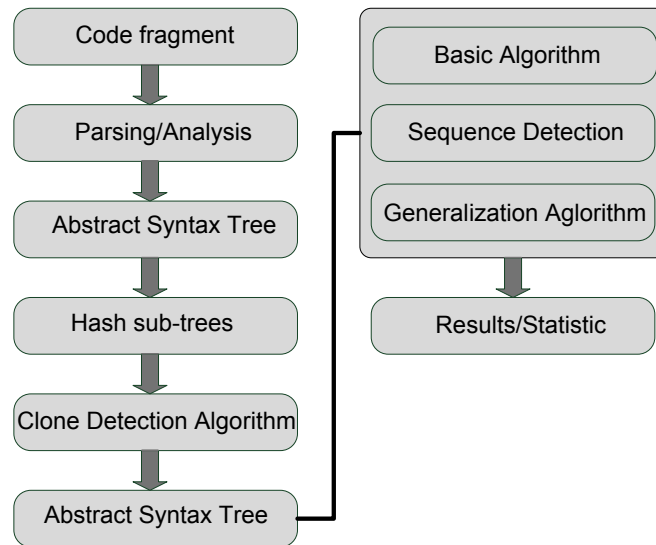 Code fragment
Parsing/Analysis
Abstract Syntax Tree
Hash sub-trees
Clone Detection Algorithm
Abstract Syntax Tree
Basic Algorithm
Sequence Detection
Generalization Aglorithm
Results/Statistic